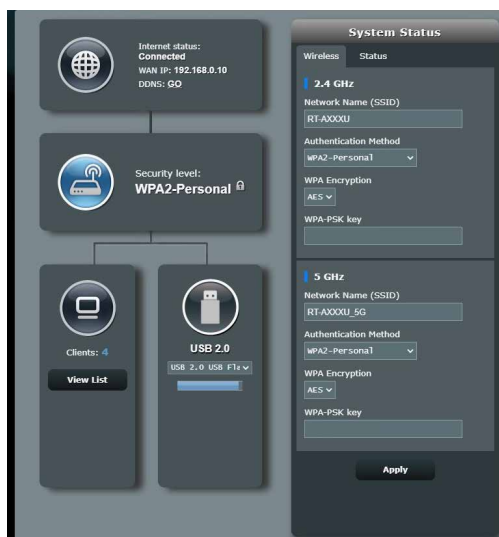 Internet status:
Connected
WAN IP: 192.168.0.10
DDNS: GO
Security level:
WPA2-Personal
Clients: 4
View List
USB 2.0
USB 2.0 USB Fla
System Status
Wireless
Status
2.4 GHz
Network Name (SSID)
RT-AXXXU
Authentication Method
WPA2-Personal
WPA Encryption
AES
WPA-PSK key
5 GHz
Network Name (SSID)
RT-AXXXU_5G
Authentication Method
WPA2-Personal
WPA Encryption
AES
WPA-PSK key
Apply